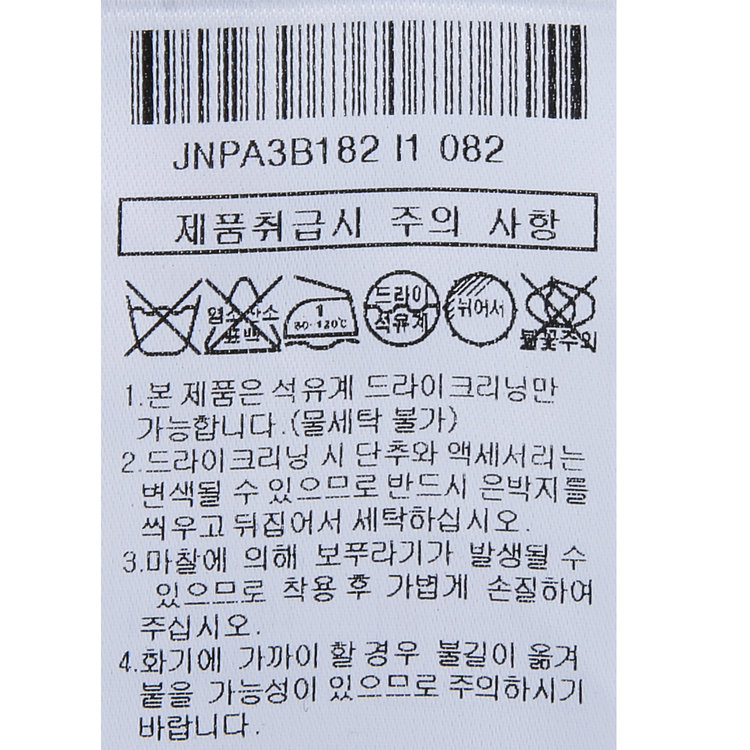 JNPA3B182 I1 082
제품취급시 주의 사항
염소 산소 표백
1
80-120℃
드라이
석유계
뉘어서
불꽃주의
1.본 제품은 석유계 드라이크리닝만
가능합니다.(물세탁 불가)
2.드라이크리닝 시 단추와 액세서리는
변색될 수 있으므로 반드시 은박지를
씌우고 뒤집어서 세탁하십시오.
3.마찰에 의해 보푸라기가 발생될 수
있으므로 착용 후 가볍게 손질하여
주십시오.
4.화기에 가까이 할 경우 불길이 옮겨
붙을 가능성이 있으므로 주의하시기
바랍니다.